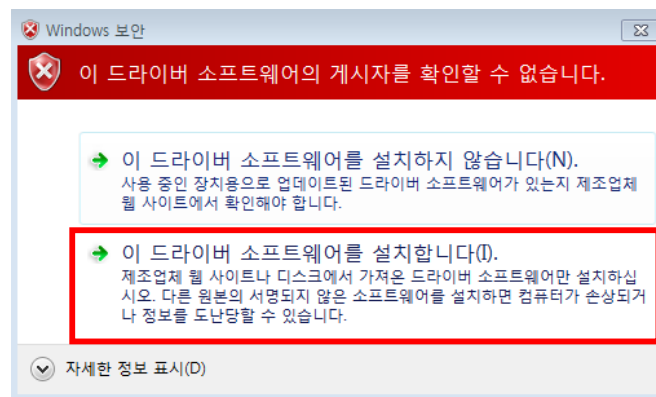 Windows 보안
이 드라이버 소프트웨어의 게시자를 확인할 수 없습니다.
이 드라이버 소프트웨어를 설치하지 않습니다(N).
사용 중인 장치용으로 업데이트된 드라이버 소프트웨어가 있는지 제조업체
웹 사이트에서 확인해야 합니다.
이 드라이버 소프트웨어를 설치합니다(I).
제조업체 웹 사이트나 디스크에서 가져온 드라이버 소프트웨어만 설치하십
시오. 다른 원본의 서명되지 않은 소프트웨어를 설치하면 컴퓨터가 손상되거
나 정보를 도난당할 수 있습니다.
자세한 정보 표시(D)